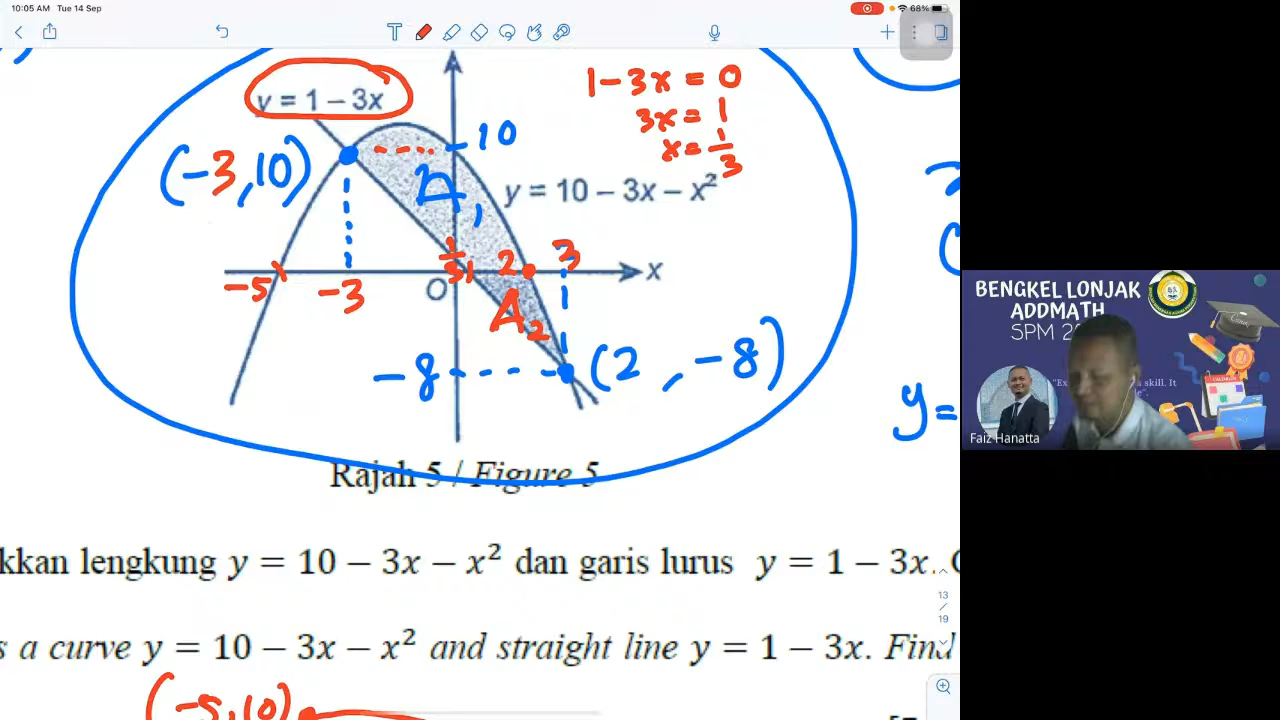 10:05 AM Tue 14 Sep
68%
y = 1 − 3x
1 − 3x = 0
3x = 1
x = 1/3
(-3, 10)
10
y = 10 − 3x − x²
A1
-5
-3
O
1/3
2
3
x
A2
-8
(2, -8)
Rajah 5 / Figure 5
kkan lengkung y = 10 − 3x − x² dan garis lurus y = 1 − 3x.
s a curve y = 10 − 3x − x² and straight line y = 1 − 3x. Find
(-5, 10)
y=
13
/
19
BENGKEL LONJAK
ADDMATH
Faiz Hanatta